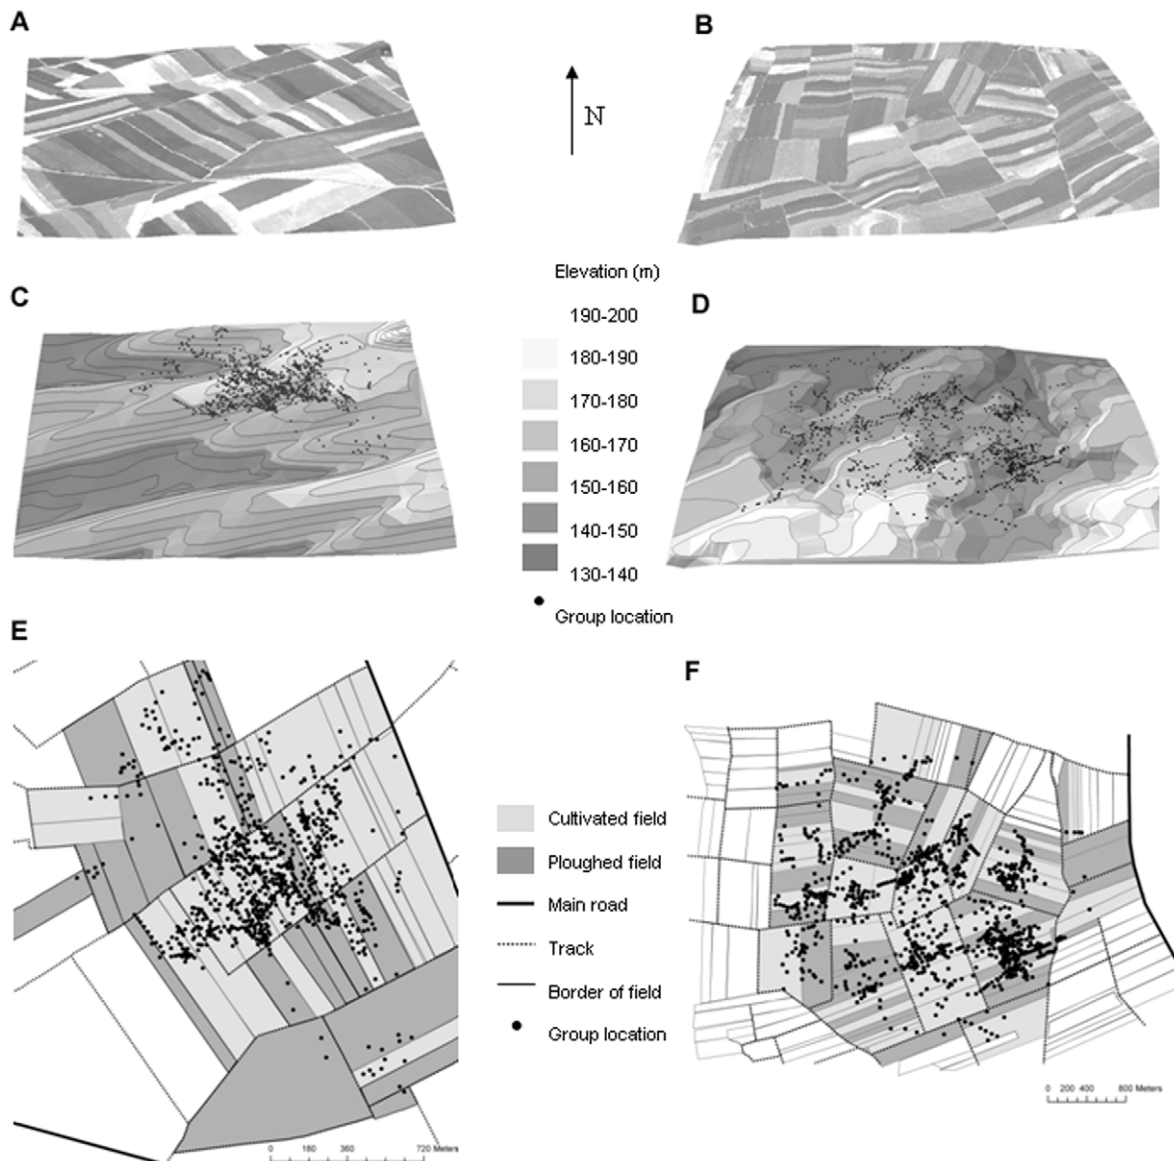 A
B
N
Elevation (m)
C
D
190-200
180-190
170-180
160-170
150-160
140-150
130-140
Group location
E
F
Cultivated field
Ploughed field
Main road
Track
Border of field
Group location
0 200 400 800 Meters
0 180 360 720 Meters